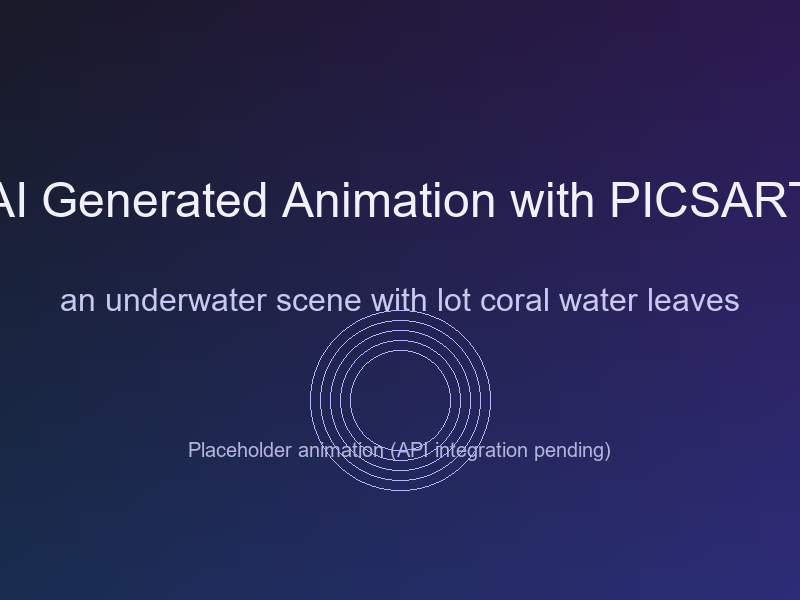 AI Generated Animation with PICSART
an underwater scene with lot coral water leaves
Placeholder animation (API integration pending)